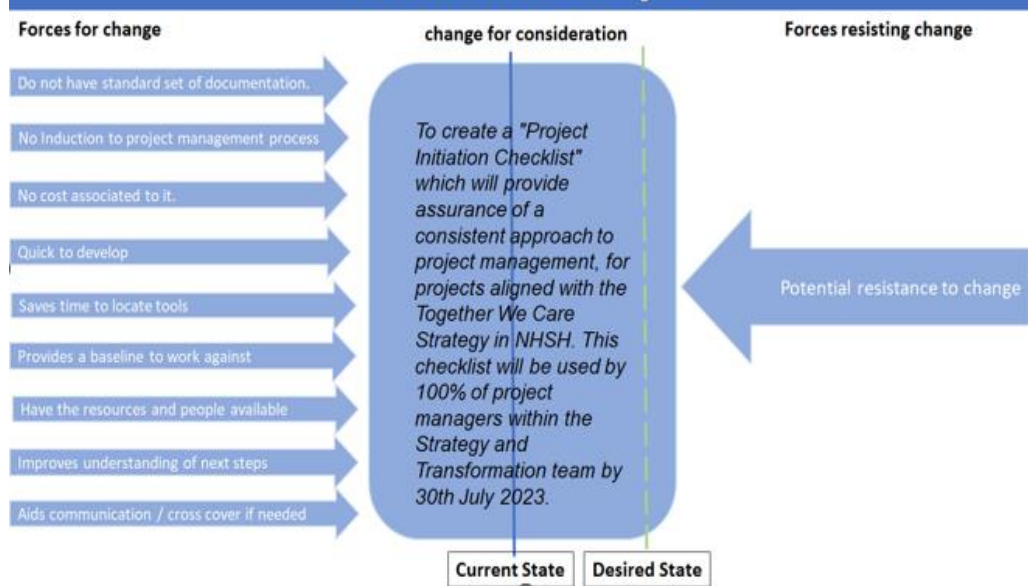 Forces for change
change for consideration
Forces resisting change
Do not have standard set of documentation.
No Induction to project management process
No cost associated to it.
Quick to develop
Saves time to locate tools
Provides a baseline to work against
Have the resources and people available
Improves understanding of next steps
Aids communication / cross cover if needed
To create a "Project
Initiation Checklist"
which will provide
assurance of a
consistent approach to
project management, for
projects aligned with the
Together We Care
Strategy in NHSH. This
checklist will be used by
100% of project
managers within the
Strategy and
Transformation team by
30th July 2023.
Potential resistance to change
Current State
Desired State